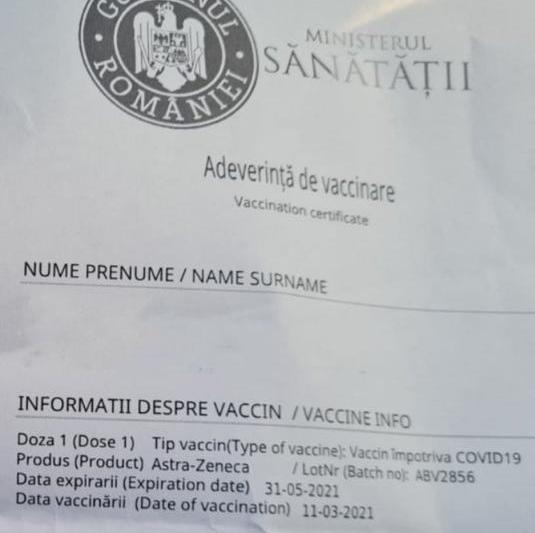 GUVERNUL ROMÂNIEI
MINISTERUL
SĂNĂTĂȚII
Adeverință de vaccinare
Vaccination certificate
NUME PRENUME / NAME SURNAME
INFORMATII DESPRE VACCIN / VACCINE INFO
Doza 1 (Dose 1) Tip vaccin(Type of vaccine): Vaccin împotriva COVID19
Produs (Product) Astra-Zeneca / LotNr (Batch no): ABV2856
Data expirarii (Expiration date) 31-05-2021
Data vaccinării (Date of vaccination) 11-03-2021